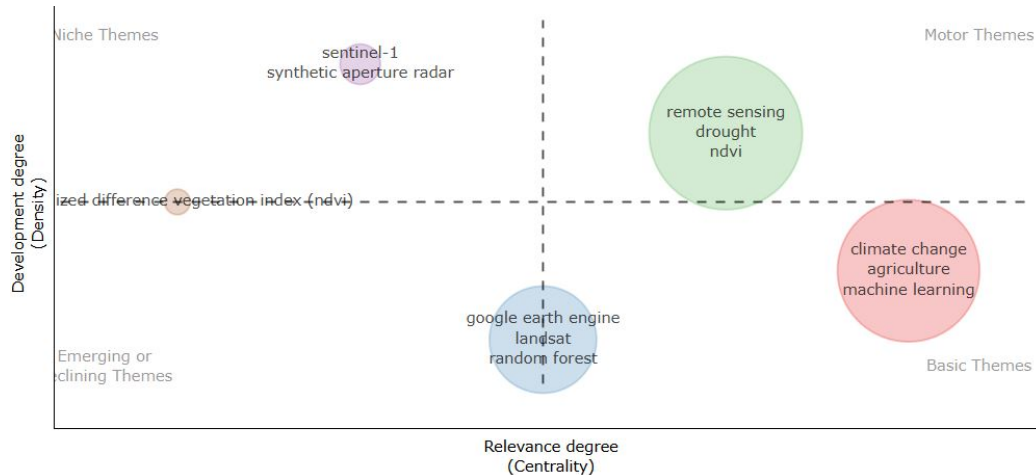 Niche Themes
Motor Themes
sentinel-1
synthetic aperture radar
remote sensing
drought
ndvi
ized difference vegetation index (ndvi)
Development degree
(Density)
climate change
agriculture
machine learning
google earth engine
landsat
random forest
Emerging or
eclining Themes
Basic Themes
Relevance degree
(Centrality)